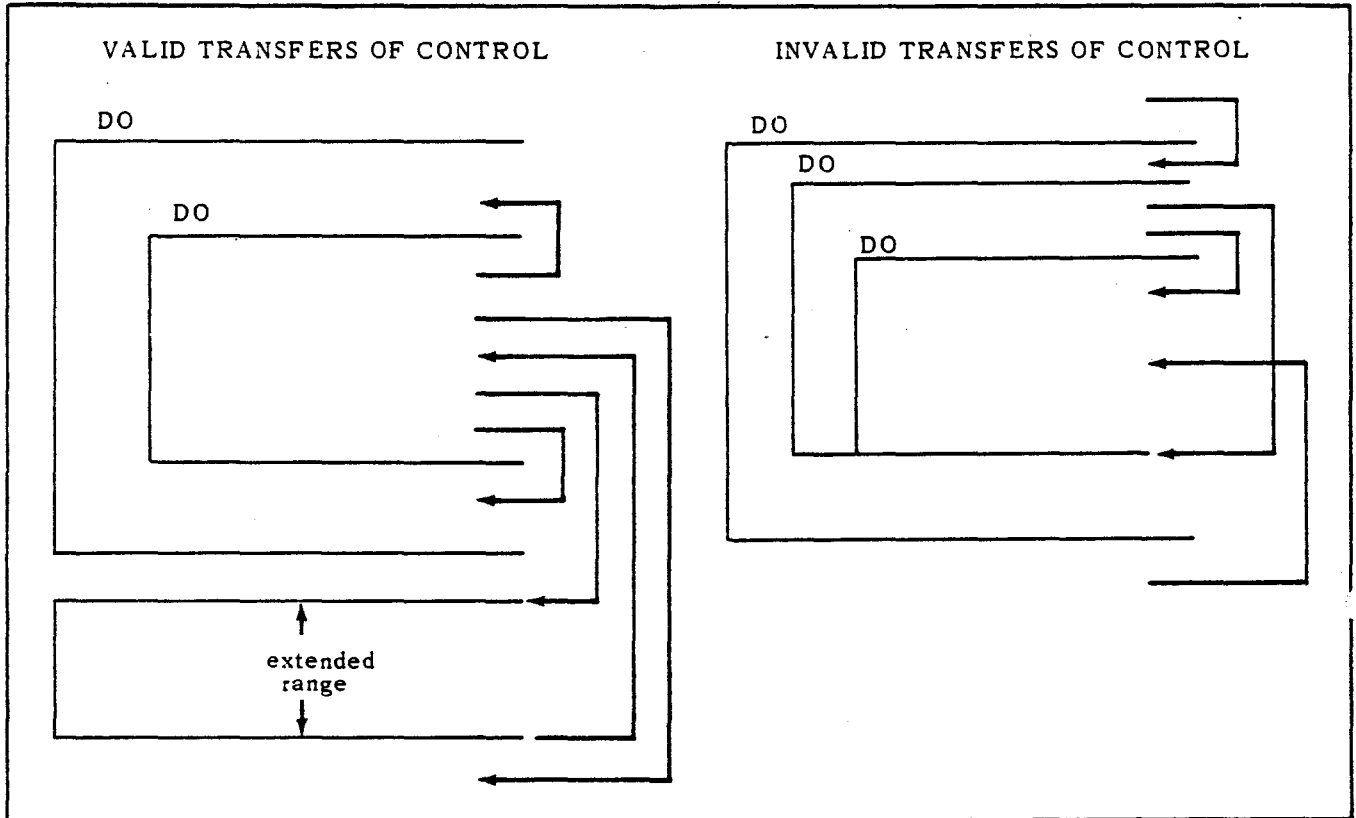 VALID TRANSFERS OF CONTROL
DO
DO
extended
range
INVALID TRANSFERS OF CONTROL
DO
DO
DO